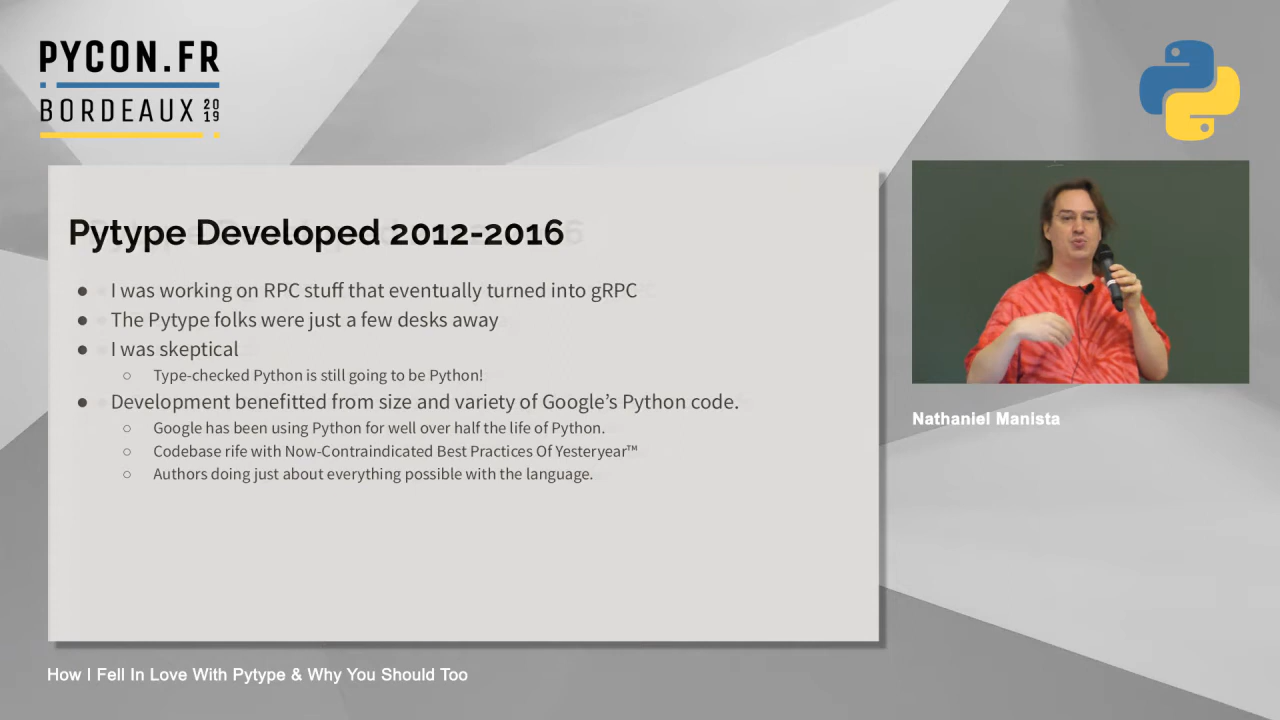 PYCON.FR
BORDEAUX 2019
Pytype Developed 2012-2016
● I was working on RPC stuff that eventually turned into gRPC
● The Pytype folks were just a few desks away
● I was skeptical
○ Type-checked Python is still going to be Python!
● Development benefitted from size and variety of Google’s Python code.
○ Google has been using Python for well over half the life of Python.
○ Codebase rife with Now-Contraindicated Best Practices Of Yesteryear™
○ Authors doing just about everything possible with the language.
Nathaniel Manista
How I Fell In Love With Pytype & Why You Should Too